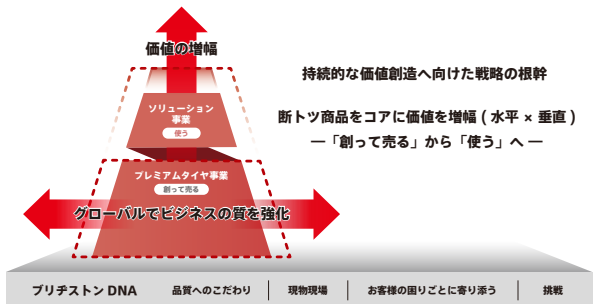 価値の増幅
ソリューション
事業
使う
プレミアムタイヤ事業
創って売る
グローバルでビジネスの質を強化
持続的な価値創造へ向けた戦略の根幹
断トツ商品をコアに価値を増幅 ( 水平 × 垂直 )
―「創って売る」から「使う」へ ―
ブリヂストン DNA
品質へのこだわり
現物現場
お客様の困りごとに寄り添う
挑戦